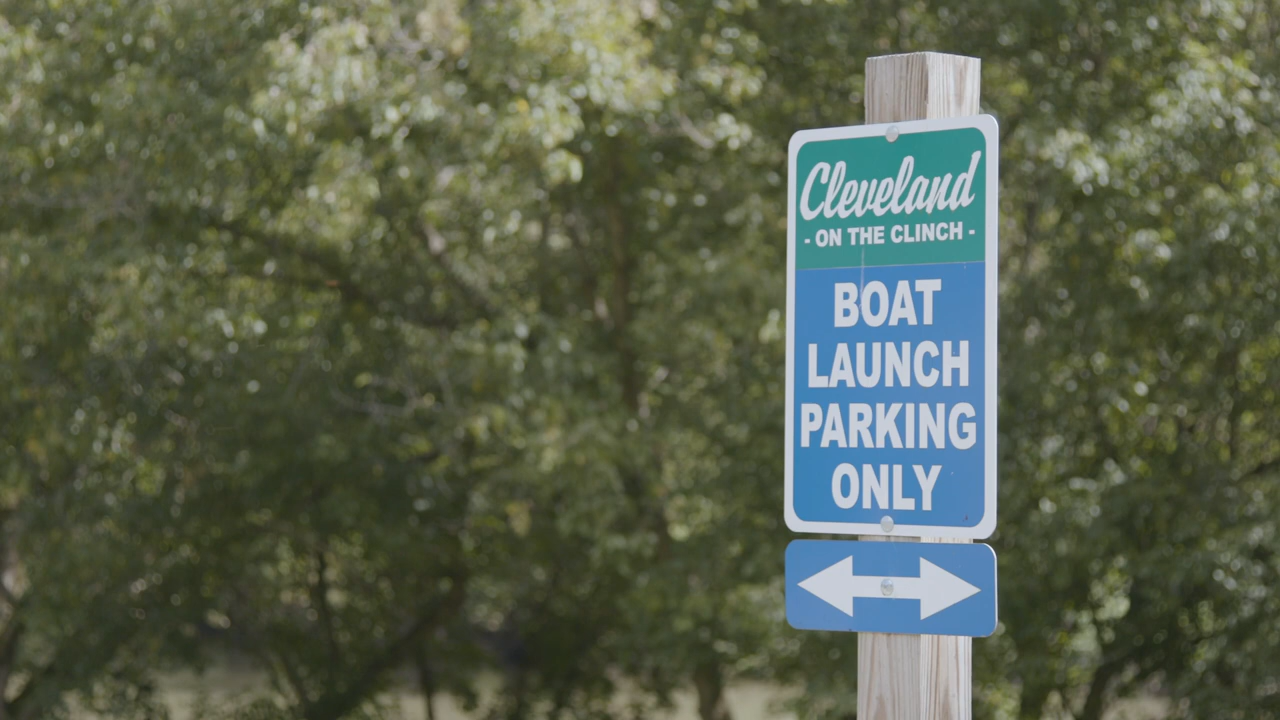 Cleveland
- ON THE CLINCH -
BOAT
LAUNCH
PARKING
ONLY